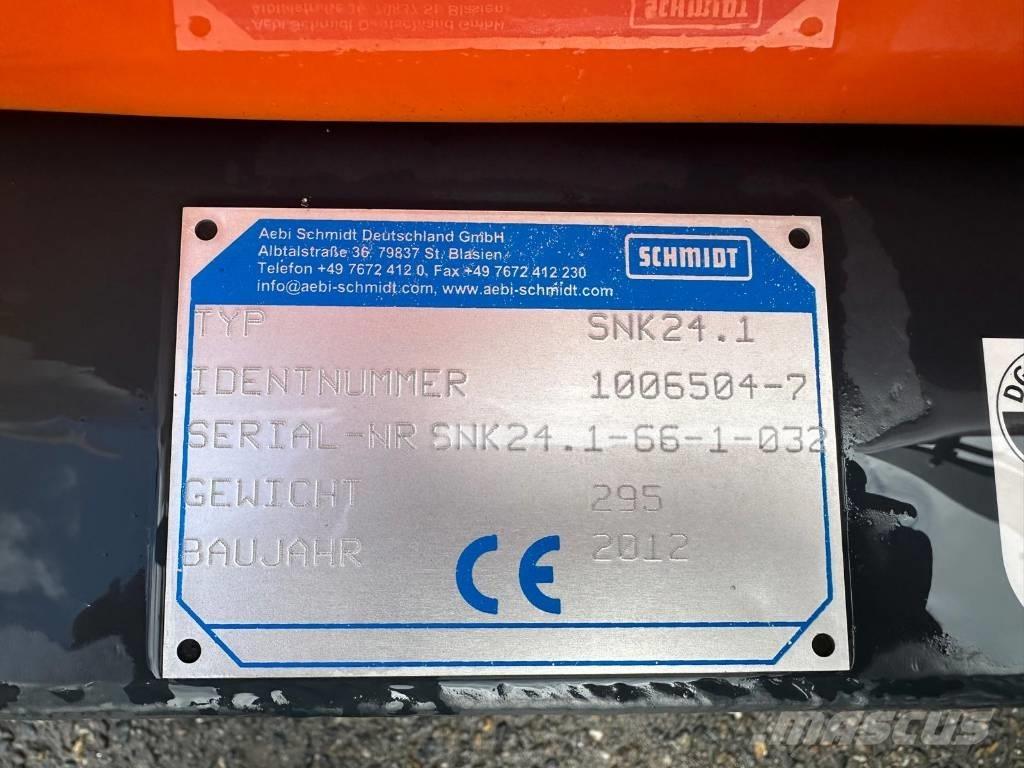 Aebi Schmidt Deutschland GmbH
Albtalstraße 36, 79837 St. Blasien
Telefon +49 7672 412 0, Fax +49 7672 412 230
info@aebi-schmidt.com, www.aebi-schmidt.com
SCHMIDT
TYP SNK24.1
IDENTNUMMER 1006504-7
SERIAL-NR SNK24.1-66-1-032
GEWICHT 295
BAUJAHR 2012
CE
DG
MASCUS